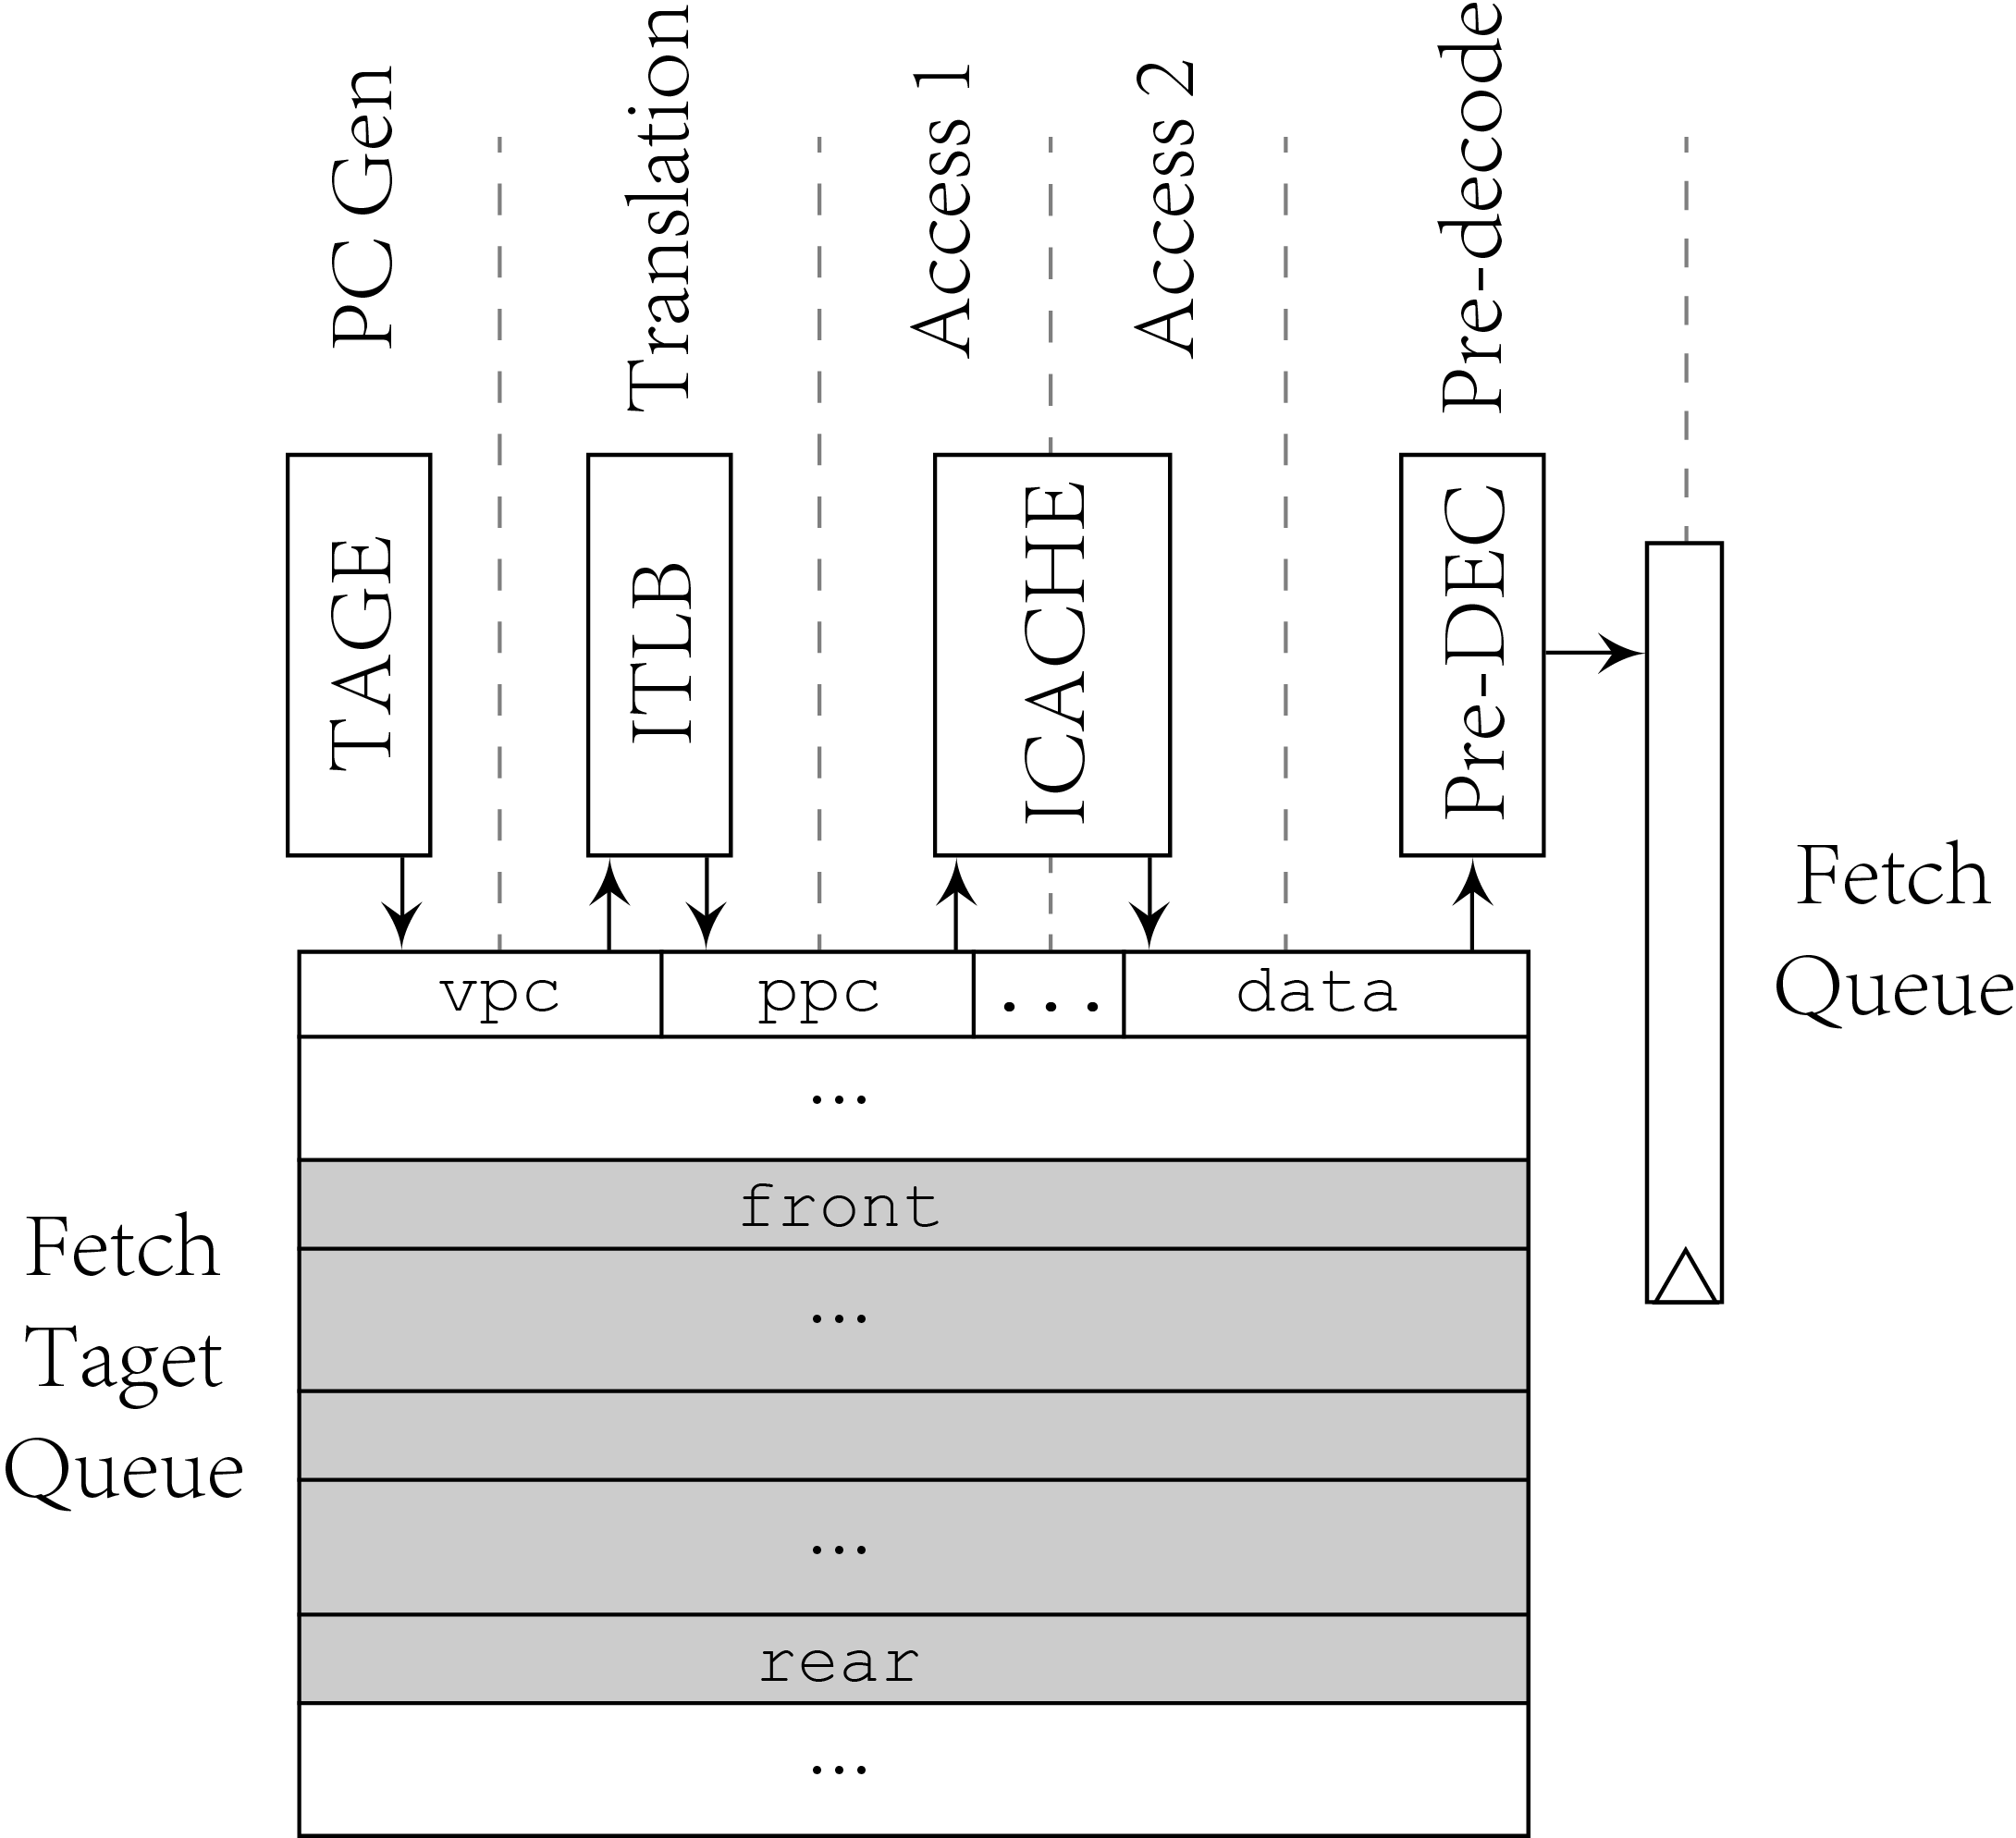 PC Gen
Translation
Access 1
Access 2
Pre-decode
TAGE
ITLB
ICACHE
Pre-DEC
Fetch
Queue
vpc
ppc
...
data
...
front
...
Fetch
Taget
Queue
...
rear
...